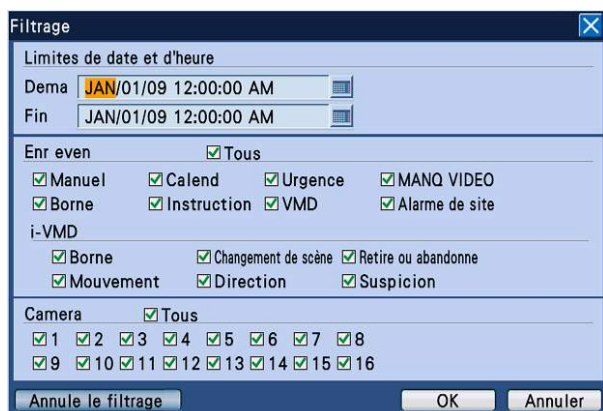 Filtrage
Limites de date et d'heure
Dema JAN/01/09 12:00:00 AM
Fin JAN/01/09 12:00:00 AM
Enr even Tous
Manuel Calend Urgence MANQ VIDEO
Borne Instruction VMD Alarme de site
i-VMD
Borne Changement de scène Retire ou abandonne
Mouvement Direction Suspicion
Camera Tous
1 2 3 4 5 6 7 8
9 10 11 12 13 14 15 16
Annule le filtrage OK Annuler